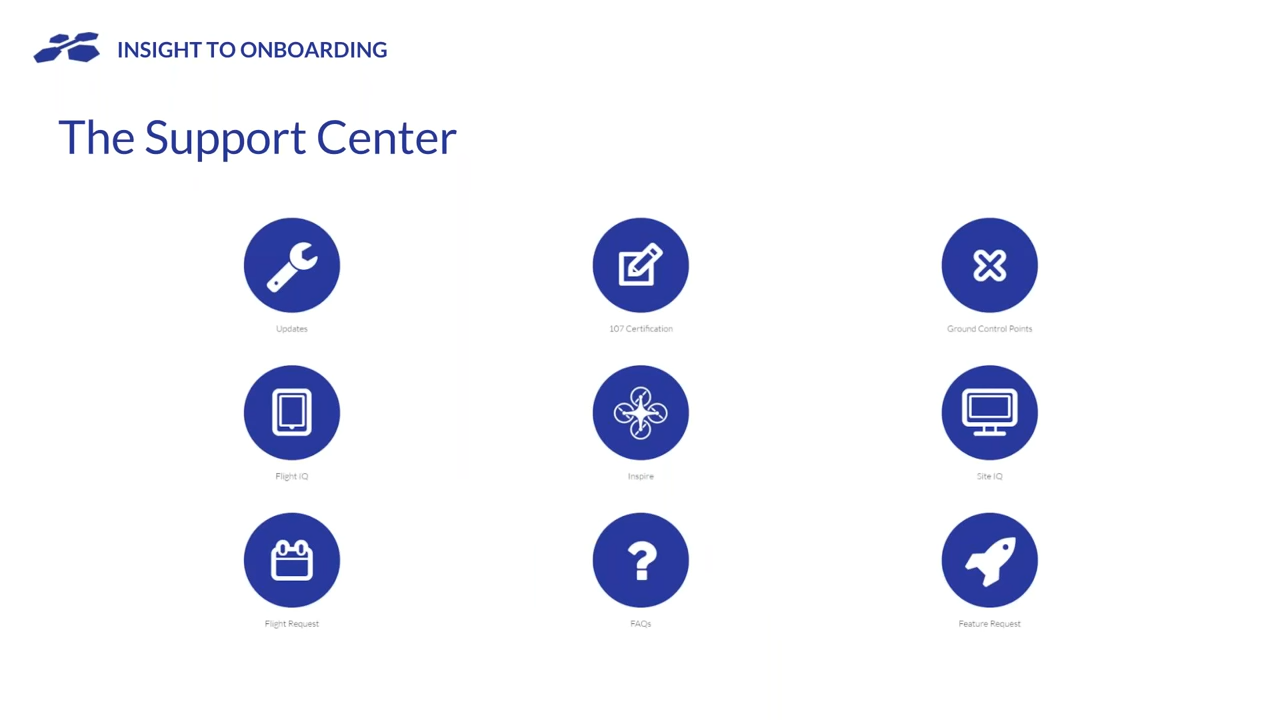 INSIGHT TO ONBOARDING
The Support Center
Updates
107 Certification
Ground Control Points
Flight IQ
Inspire
Site IQ
Flight Request
FAQs
Feature Request